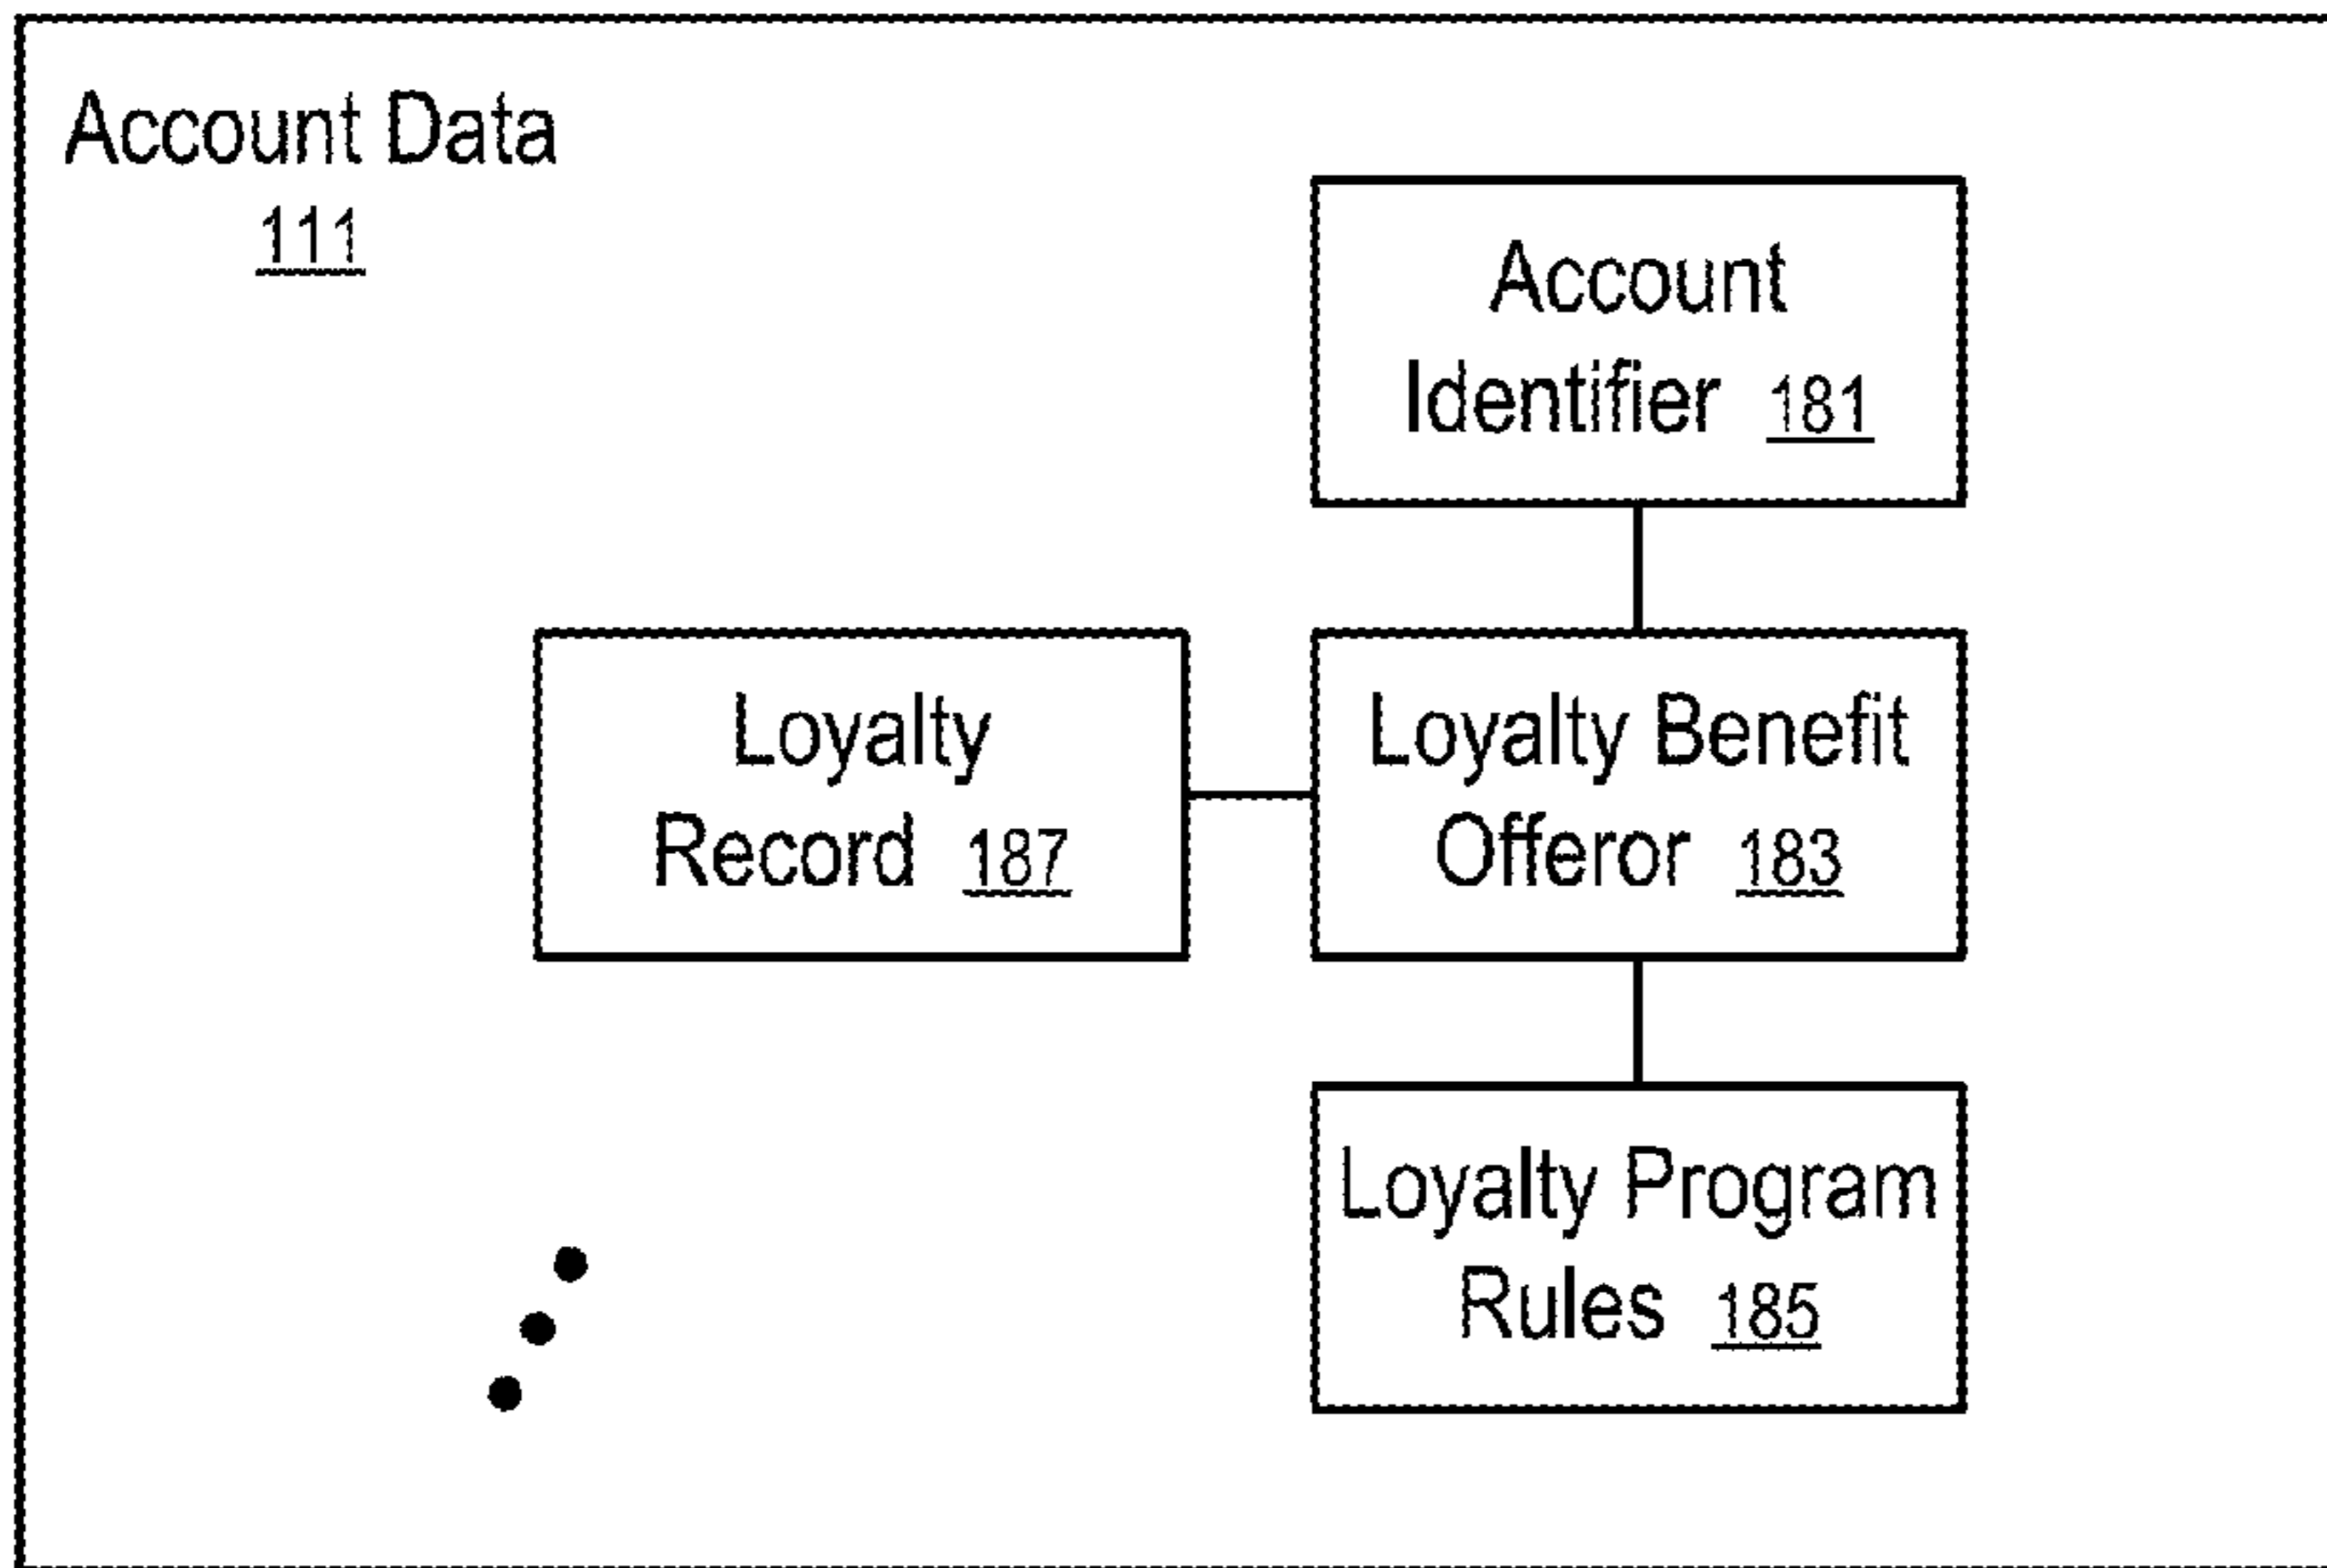 Account Data
111
Account
Identifier 181
Loyalty
Record 187
Loyalty Benefit
Offeror 183
Loyalty Program
Rules 185